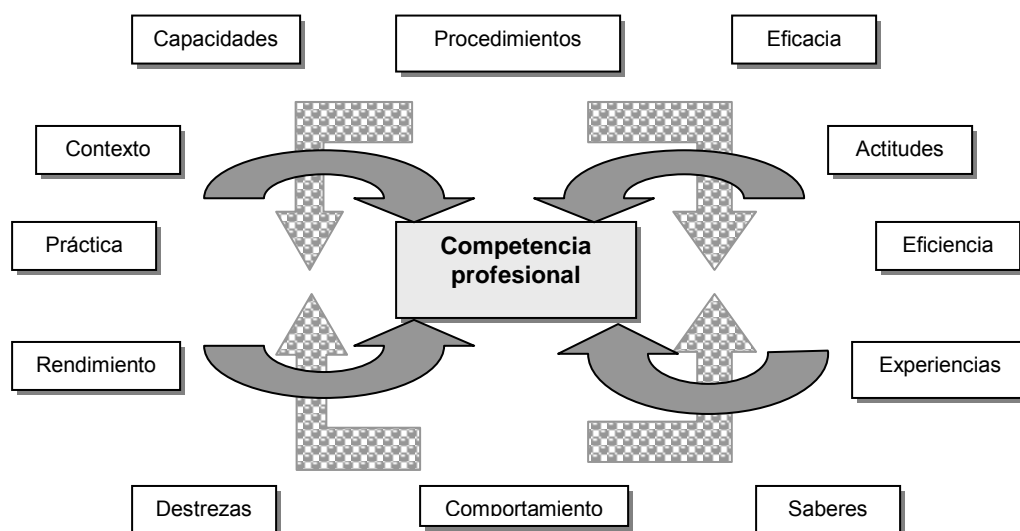 Capacidades
Procedimientos
Eficacia
Contexto
Actitudes
Práctica
Competencia
profesional
Eficiencia
Rendimiento
Experiencias
Destrezas
Comportamiento
Saberes